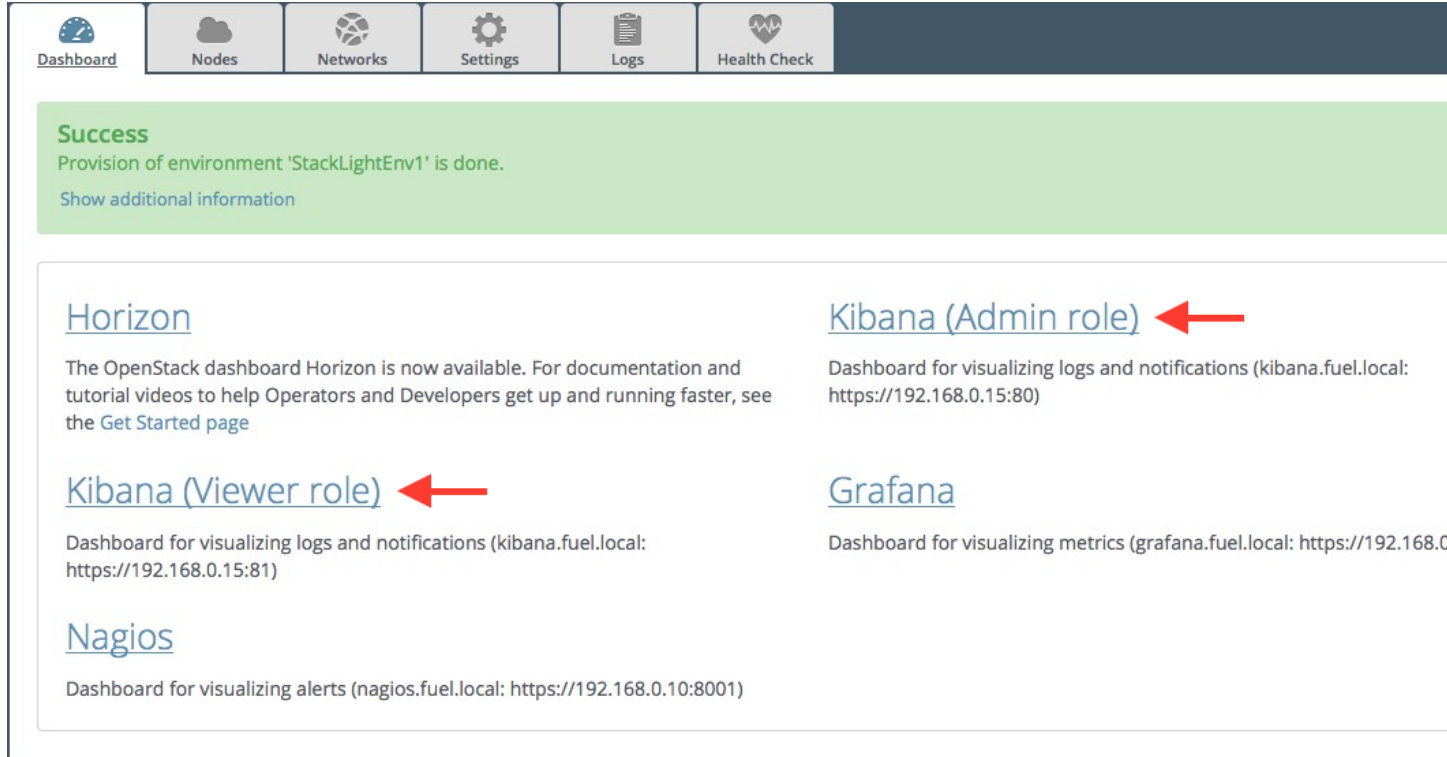 Dashboard
Nodes
Networks
Settings
Logs
Health Check
Success
Provision of environment 'StackLightEnv1' is done.
Show additional information
Horizon
The OpenStack dashboard Horizon is now available. For documentation and
tutorial videos to help Operators and Developers get up and running faster, see
the Get Started page
Kibana (Admin role)
Dashboard for visualizing logs and notifications (kibana.fuel.local:
https://192.168.0.15:80)
Kibana (Viewer role)
Dashboard for visualizing logs and notifications (kibana.fuel.local:
https://192.168.0.15:81)
Grafana
Dashboard for visualizing metrics (grafana.fuel.local: https://192.168.0
Nagios
Dashboard for visualizing alerts (nagios.fuel.local: https://192.168.0.10:8001)